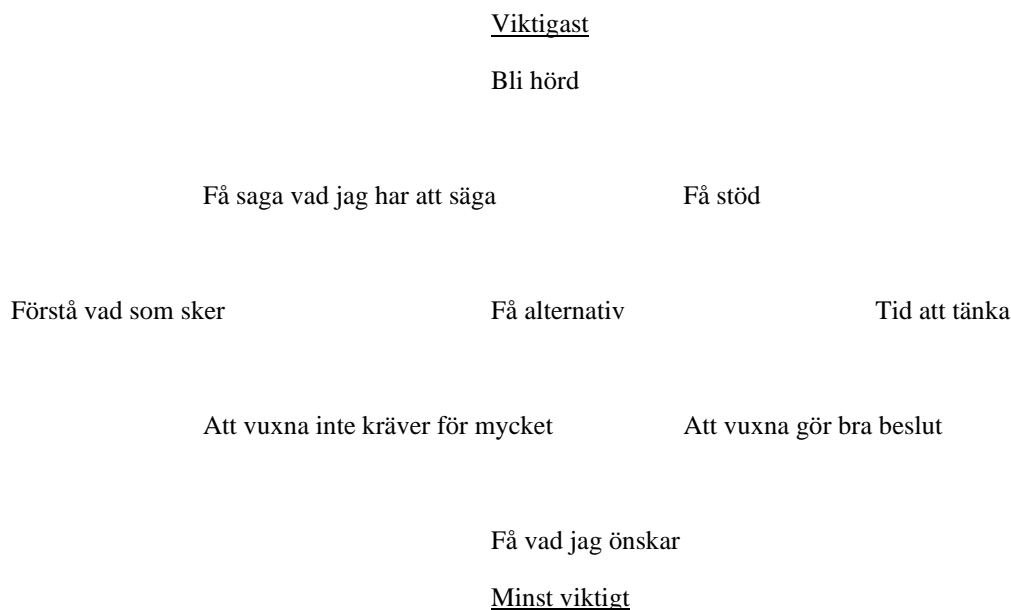 Viktigast
Bli hörd
Få saga vad jag har att säga Få stöd
Förstå vad som sker Få alternativ Tid att tänka
Att vuxna inte kräver för mycket Att vuxna gör bra beslut
Få vad jag önskar
Minst viktigt